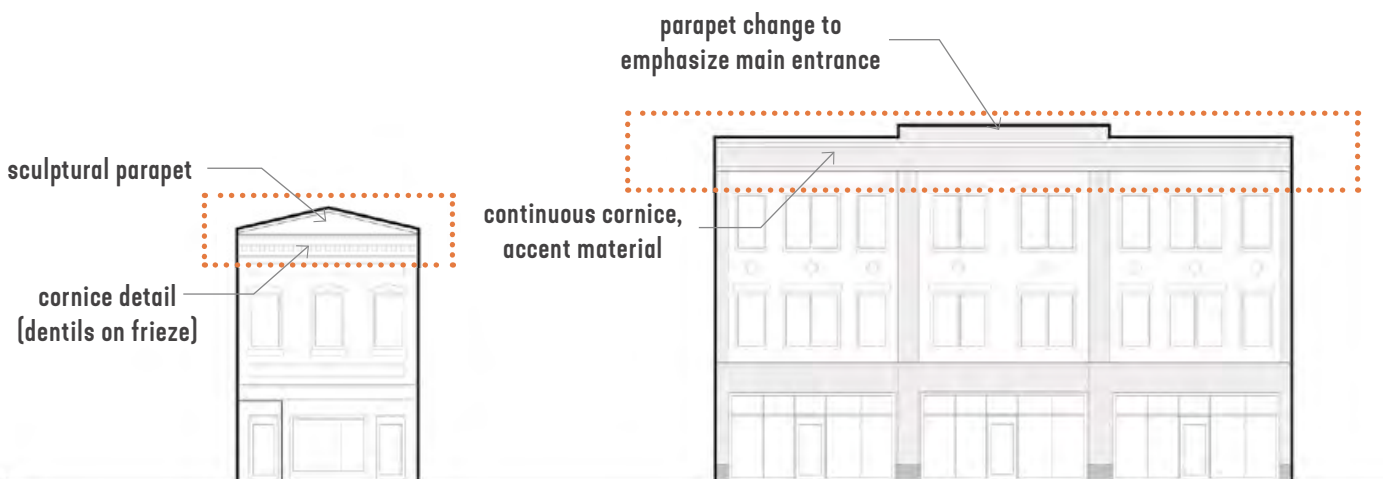 parapet change to
emphasize main entrance
sculptural parapet
continuous cornice,
accent material
cornice detail
(dentils on frieze)